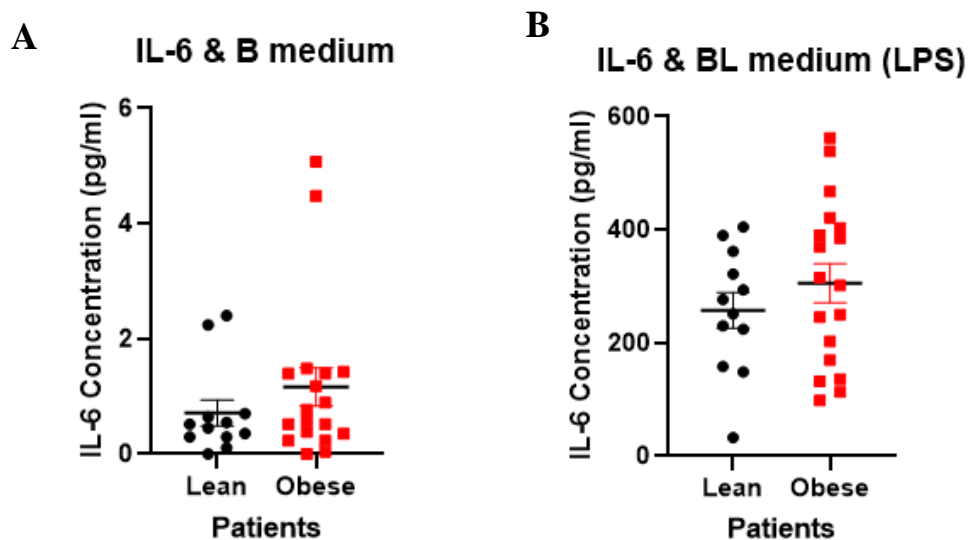 A
IL-6 & B medium
IL-6 Concentration (pg/ml)
6
4
2
0
Lean Obese
Patients
B
IL-6 & BL medium (LPS)
IL-6 Concentration (pg/ml)
600
400
200
0
Lean Obese
Patients